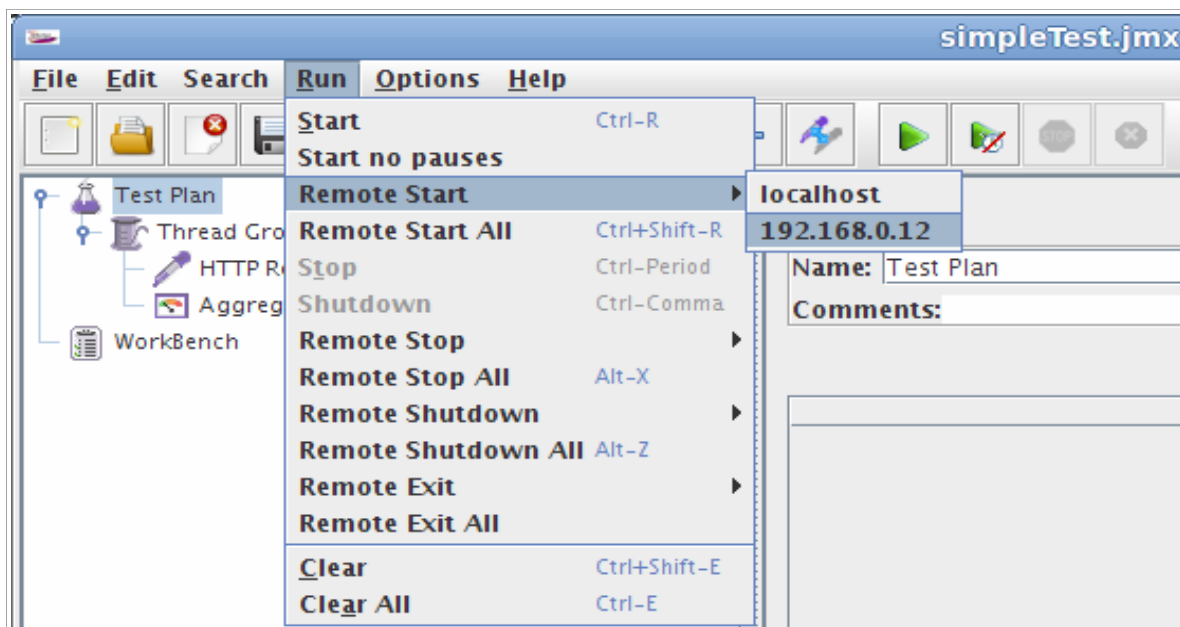 simpleTest.jmx
File Edit Search Run Options Help
Start Ctrl-R
Start no pauses
Remote Start
Remote Start All Ctrl+Shift-R
Stop Ctrl-Period
Shutdown Ctrl-Comma
Remote Stop
Remote Stop All Alt-X
Remote Shutdown
Remote Shutdown All Alt-Z
Remote Exit
Remote Exit All
Clear Ctrl+Shift-E
Clear All Ctrl-E
localhost
192.168.0.12
STOP
Test Plan
Thread Gro
HTTP R
Aggreg
WorkBench
Name: Test Plan
Comments: